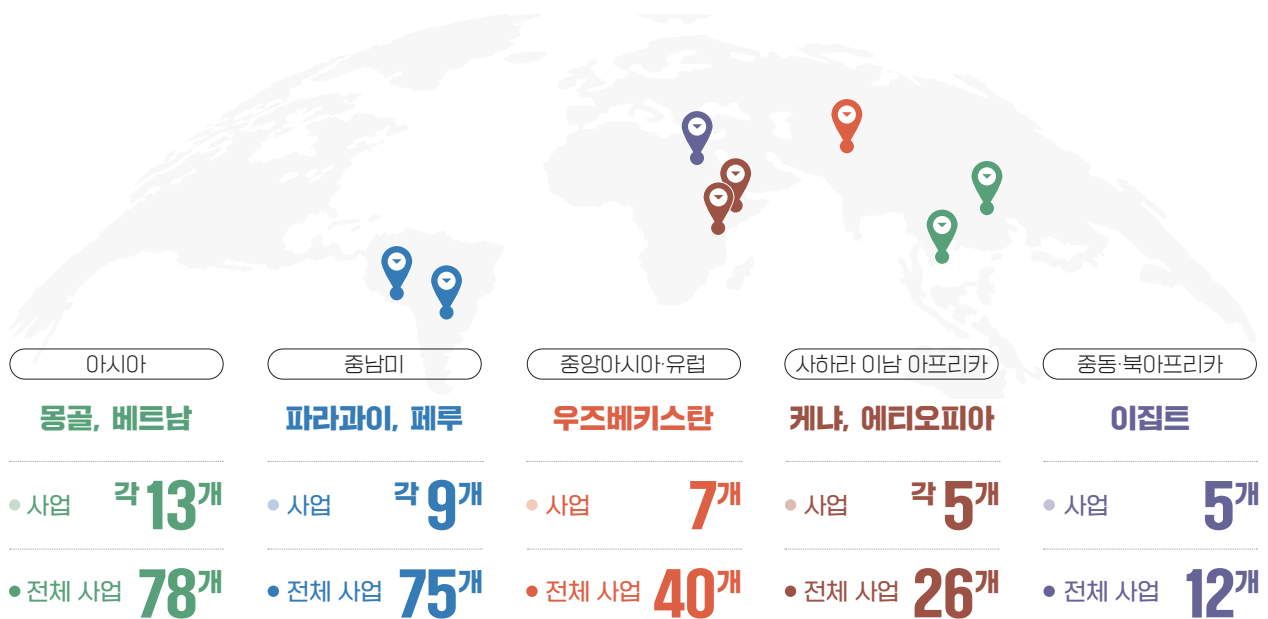 아시아
몽골, 베트남
사업 각 13개
전체 사업 78개
중남미
파라과이, 페루
사업 각 9개
전체 사업 75개
중앙아시아·유럽
우즈베키스탄
사업 7개
전체 사업 40개
사하라 이남 아프리카
케냐, 에티오피아
사업 각 5개
전체 사업 26개
중동·북아프리카
이집트
사업 5개
전체 사업 12개